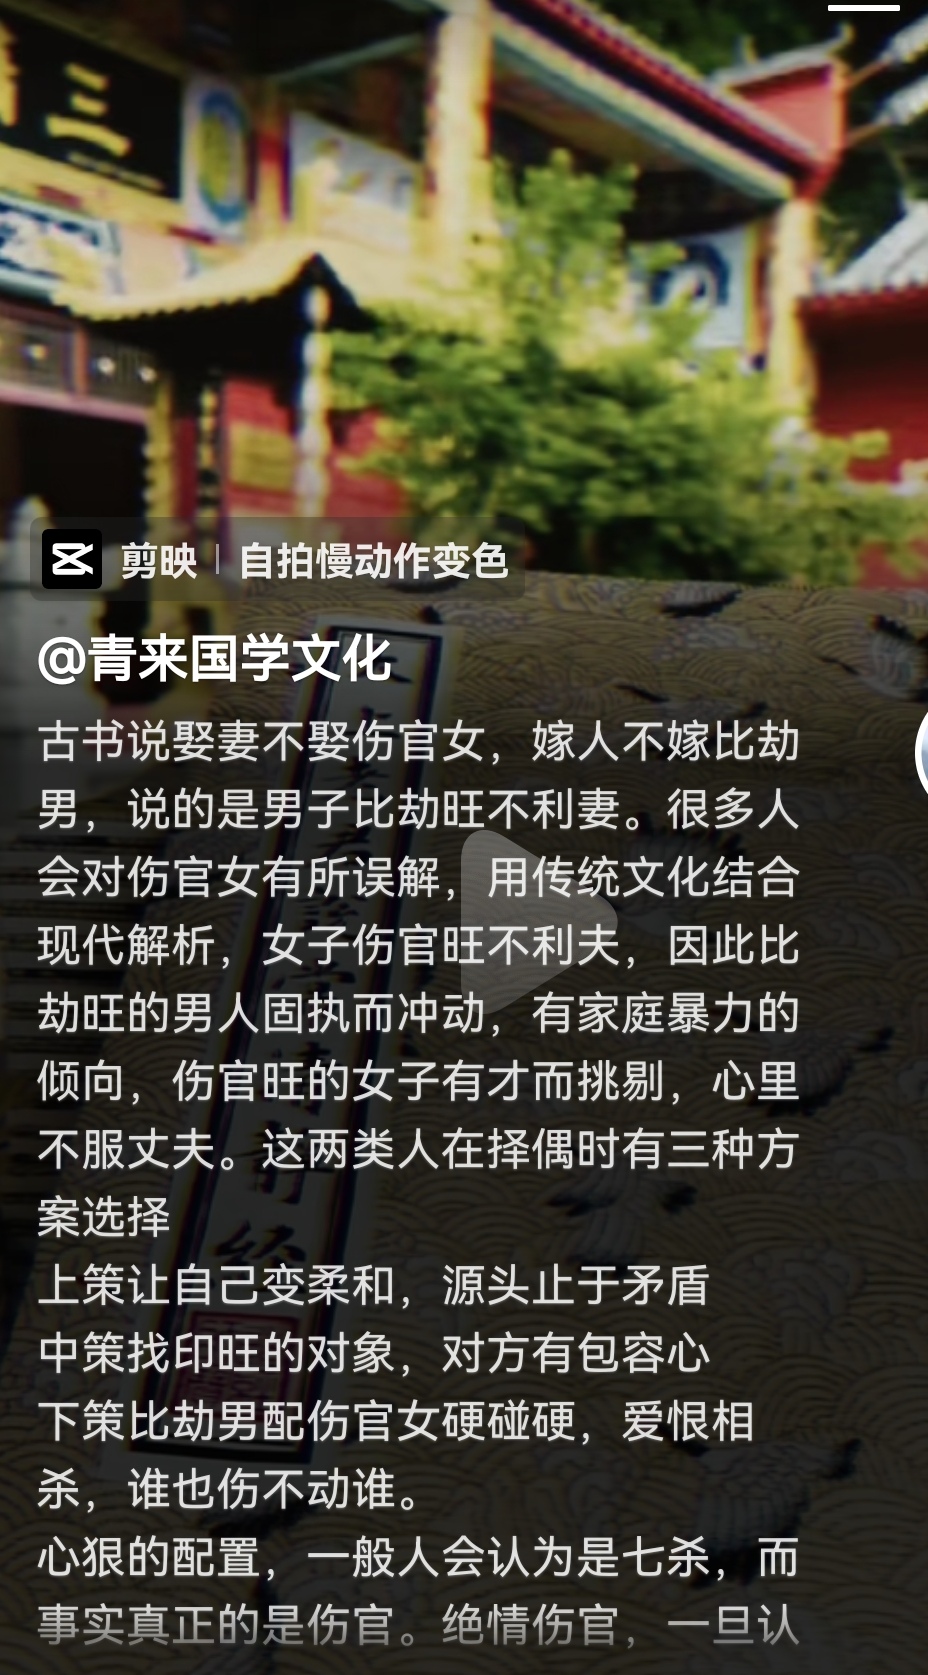 三
剪映 | 自拍慢动作变色
@青来国学文化
古书说娶妻不娶伤官女，嫁人不嫁比劫
男，说的是男子比劫旺不利妻。很多人
会对伤官女有所误解，用传统文化结合
现代解析，女子伤官旺不利夫，因此比
劫旺的男人固执而冲动，有家庭暴力的
倾向，伤官旺的女子有才而挑剔，心里
不服丈夫。这两类人在择偶时有三种方
案选择
上策让自己变柔和，源头止于矛盾
中策找印旺的对象，对方有包容心
下策比劫男配伤官女硬碰硬，爱恨相
杀，谁也伤不动谁。
心狠的配置，一般人会认为是七杀，而
事实真正的是伤官。绝情伤官，一旦认